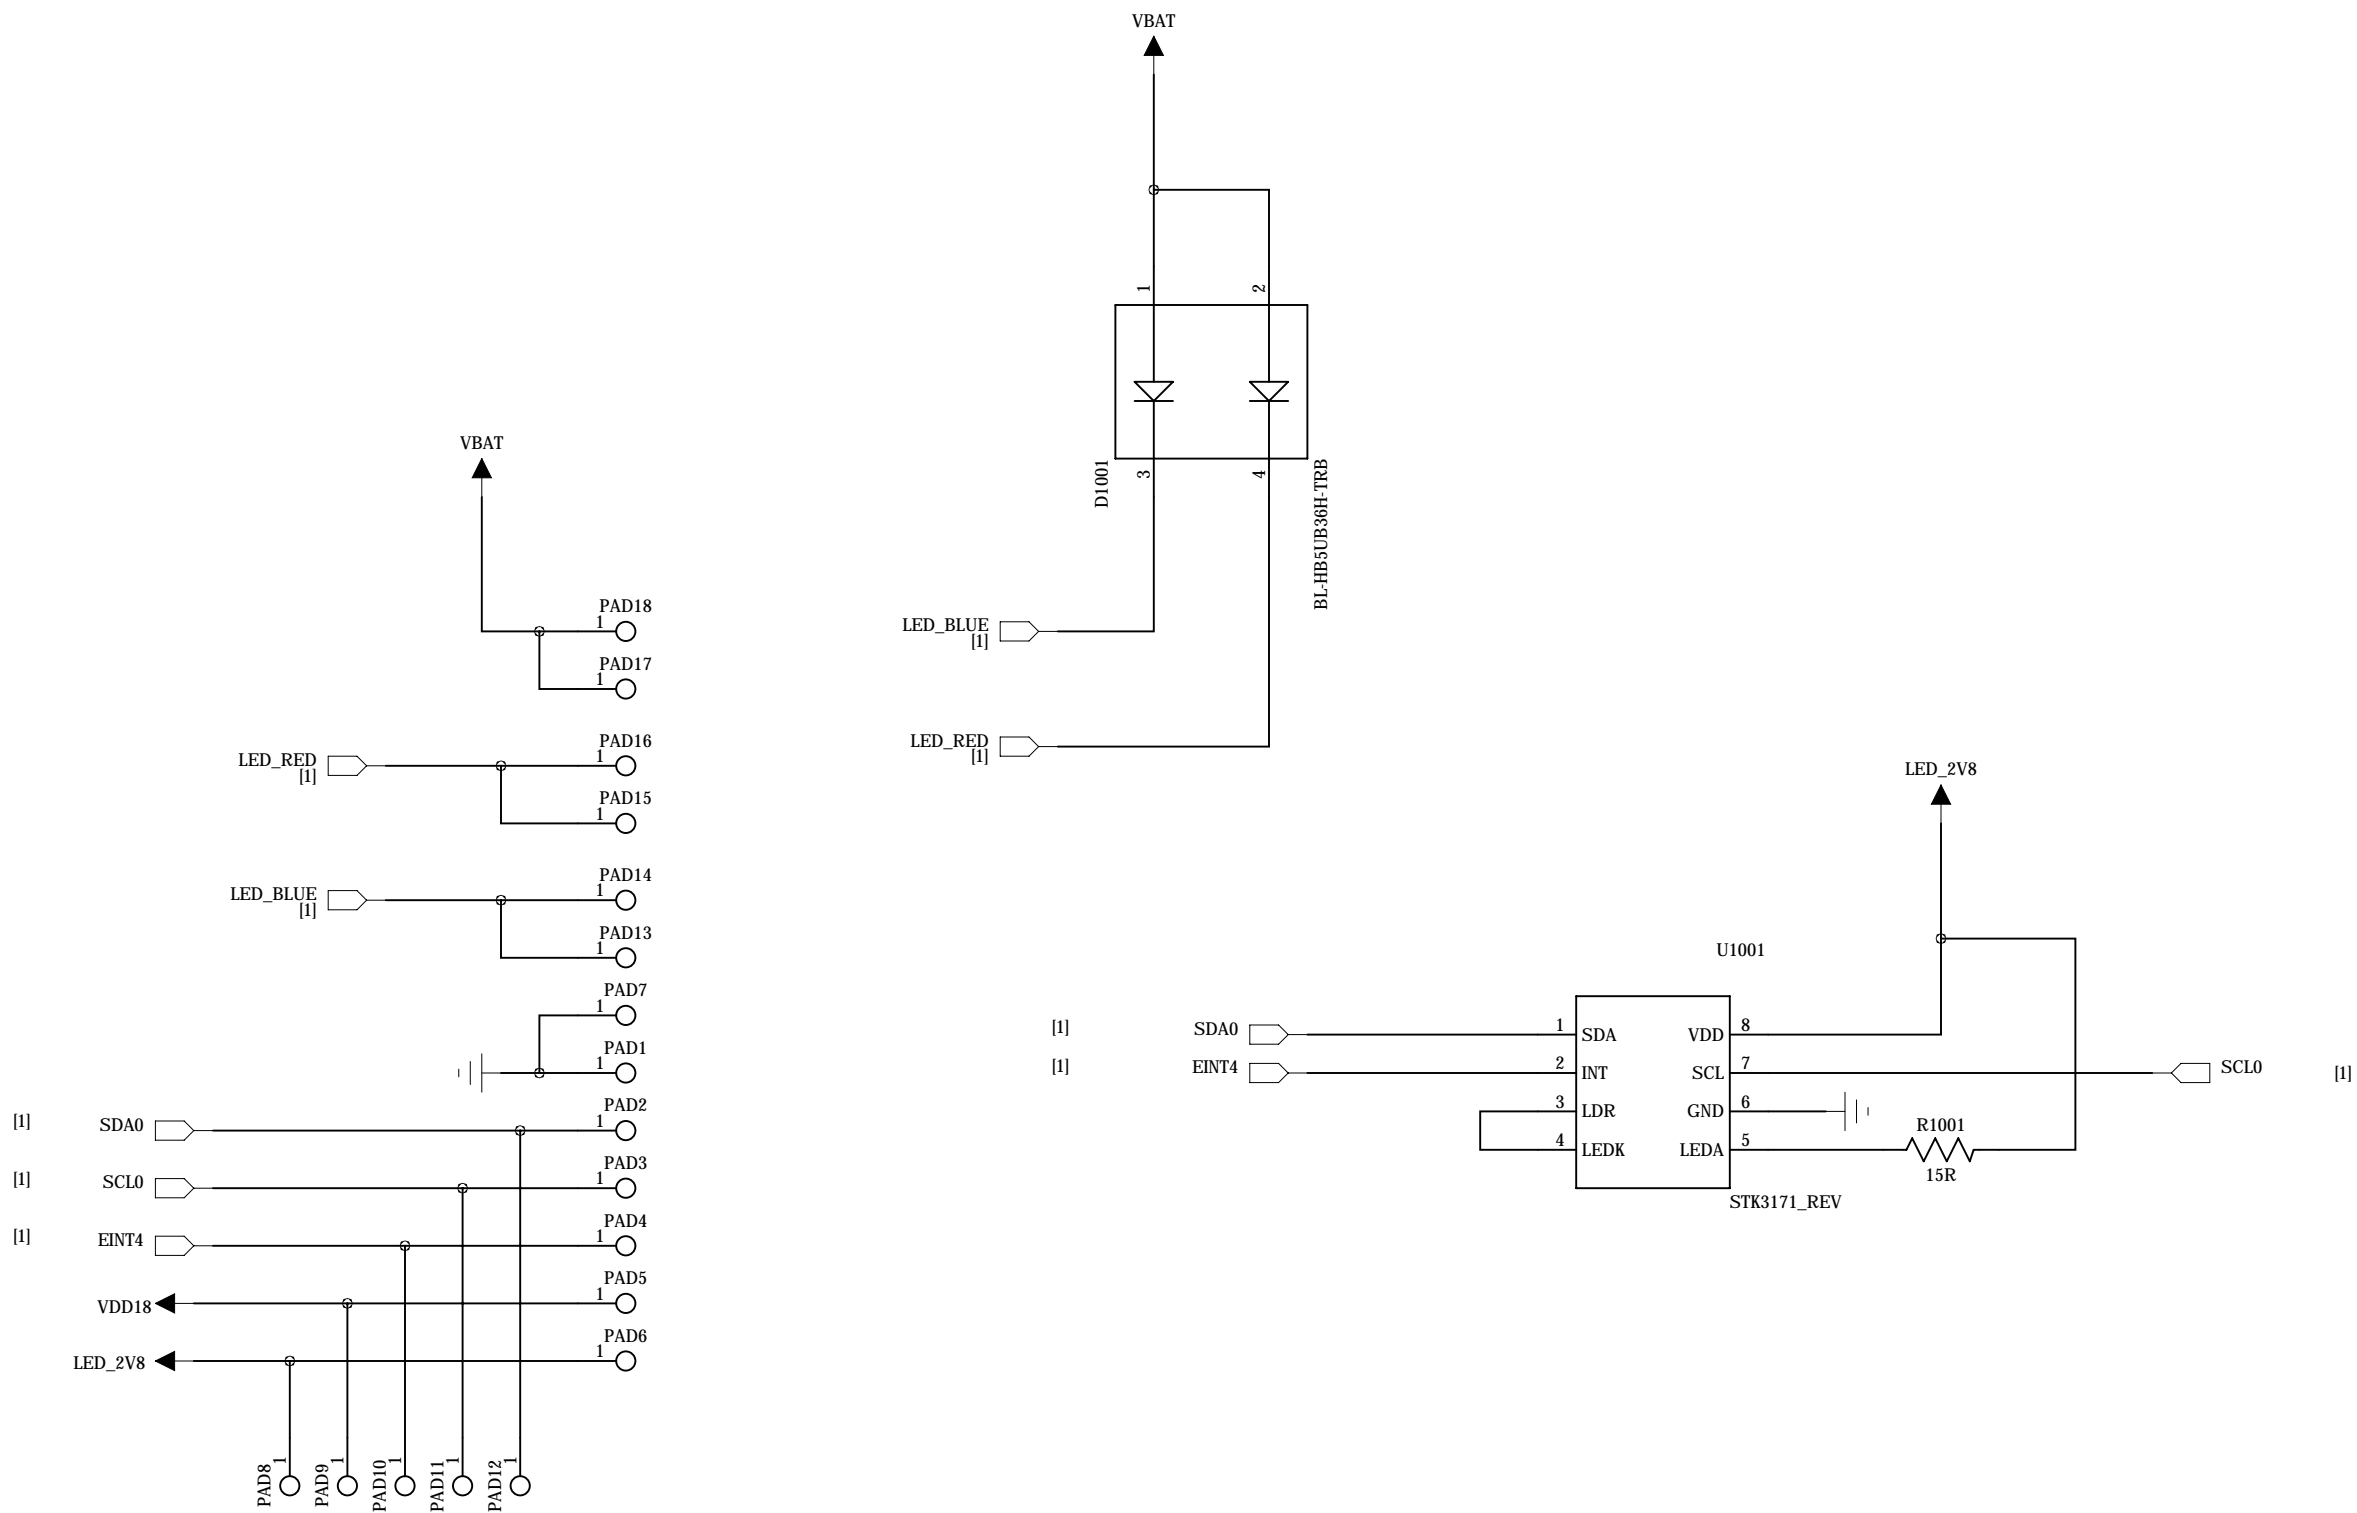 VBAT
1
2
D1001
3
4
BL-HB5UB36H-TRB
LED_BLUE
[1]
LED_RED
[1]
VBAT
PAD18
1
PAD17
1
LED_RED
[1]
PAD16
1
PAD15
1
LED_BLUE
[1]
PAD14
1
PAD13
1
PAD7
1
PAD1
1
[1] SDA0
PAD2
1
[1] SCL0
PAD3
1
[1] EINT4
PAD4
1
VDD18
PAD5
1
LED_2V8
PAD6
1
PAD8 1
PAD9 1
PAD10 1
PAD11 1
PAD12 1
LED_2V8
U1001
[1] SDA0 1 SDA VDD 8
[1] EINT4 2 INT SCL 7 SCL0 [1]
3 LDR GND 6
4 LEDK LEDA 5
R1001
15R
STK3171_REV